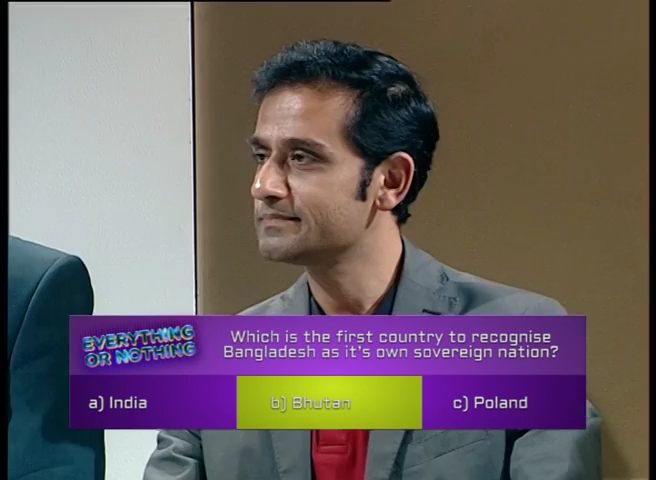 EVERYTHING
OR NOTHING
Which is the first country to recognise
Bangladesh as it's own sovereign nation?
a) India
b) Bhutan
c) Poland